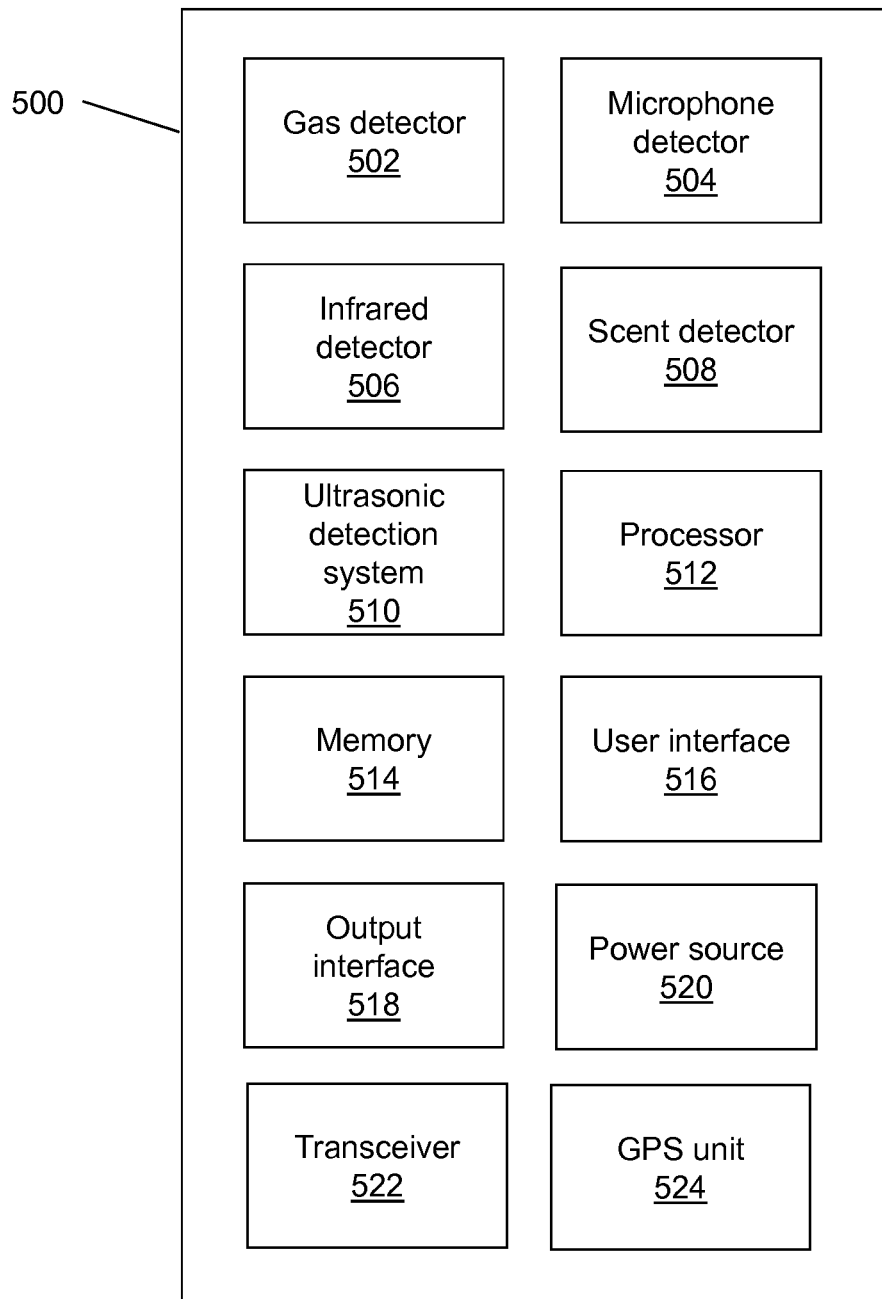 500
Gas detector
502
Microphone
detector
504
Infrared
detector
506
Scent detector
508
Ultrasonic
detection
system
510
Processor
512
Memory
514
User interface
516
Output
interface
518
Power source
520
Transceiver
522
GPS unit
524